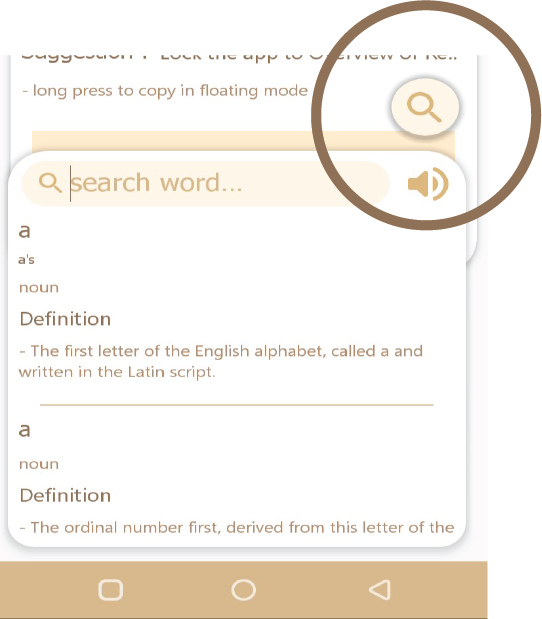 Suggestion : Lock the app to Overview or Re..
- long press to copy in floating mode
search word...
a
a's
noun
Definition
- The first letter of the English alphabet, called a and
written in the Latin script.
a
noun
Definition
- The ordinal number first, derived from this letter of the